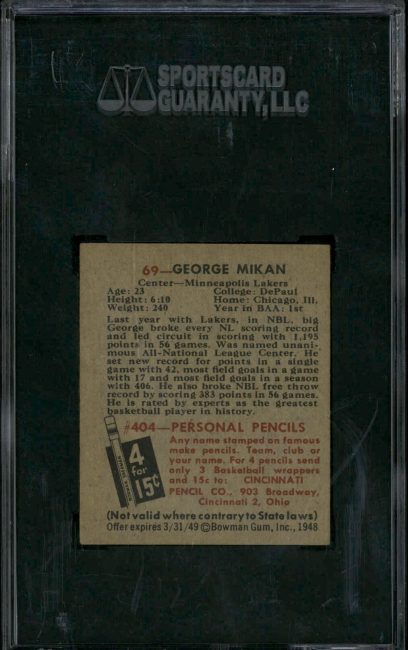 SPORTSCARD
GUARANTY, LLC
69—GEORGE MIKAN
Center—Minneapolis Lakers
Age: 23 College: DePaul
Height: 6:10 Home: Chicago, Ill.
Weight: 240 Year in BAA: 1st
Last year with Lakers, in NBL, big
George broke every NL scoring record
and led circuit in scoring with 1,195
points in 56 games. Was named unani-
mous All-National League Center. He
set new record for points in a single
game with 42, most field goals in a game
with 17 and most field goals in a season
with 406. He also broke NBL free throw
record by scoring 383 points in 56 games.
He is rated by experts as the greatest
basketball player in history.
#404—PERSONAL PENCILS
Any name stamped on famous
make pencils. Team, club or
your name. For 4 pencils send
only 3 Basketball wrappers
and 15c to: CINCINNATI
PENCIL CO., 903 Broadway,
Cincinnati 2, Ohio
4
for
15¢
(Not valid where contrary to State laws)
Offer expires 3/31/49 ©Bowman Gum, Inc., 1948